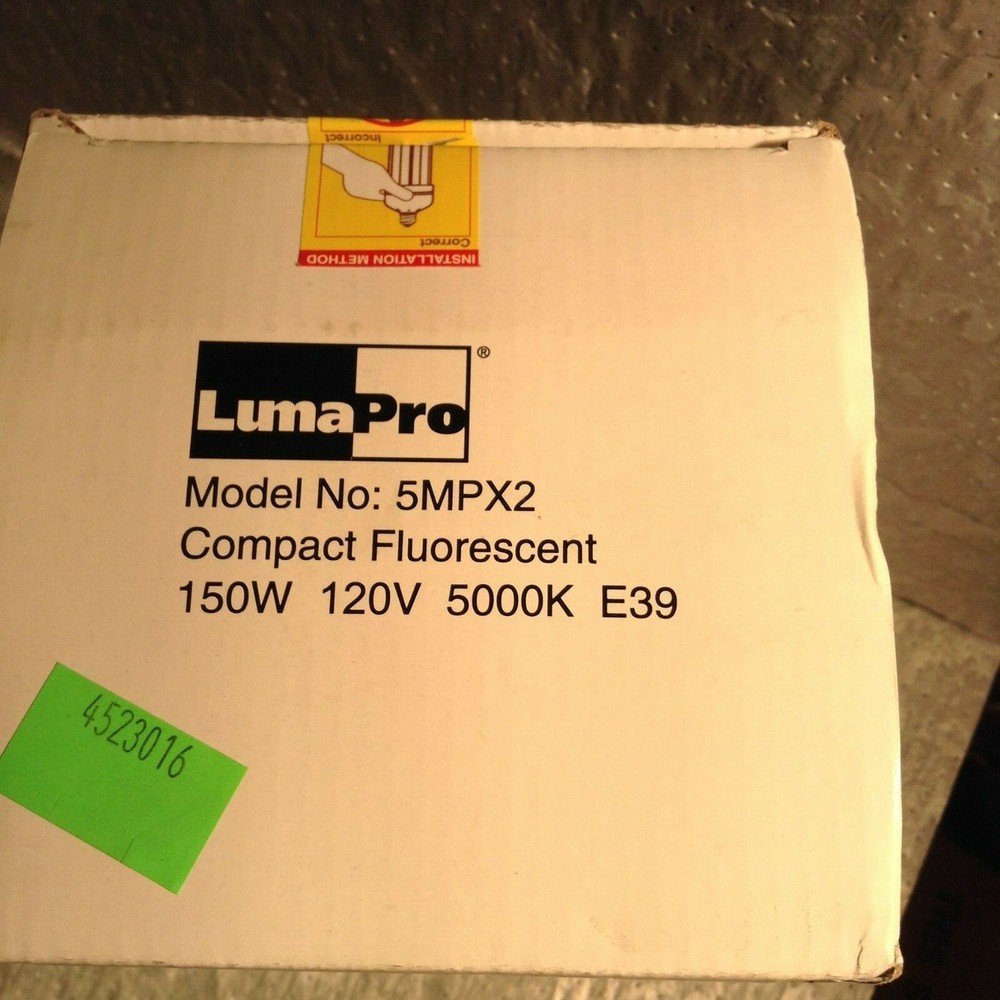 Incorrect
Correct
INSTALLATION METHOD
LumaPro®
Model No: 5MPX2
Compact Fluorescent
150W 120V 5000K E39
4523016